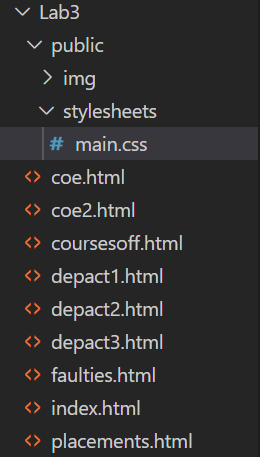 Lab3
public
img
stylesheets
# main.css
<> coe.html
<> coe2.html
<> coursesoff.html
<> depact1.html
<> depact2.html
<> depact3.html
<> faulties.html
<> index.html
<> placements.html